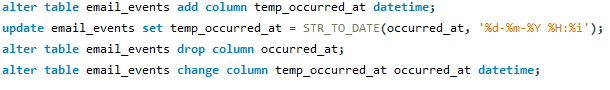 alter table email_events add column temp_occurred_at datetime;
update email_events set temp_occurred_at = STR_TO_DATE(occurred_at, '%d-%m-%Y %H:%i');
alter table email_events drop column occurred_at;
alter table email_events change column temp_occurred_at occurred_at datetime;